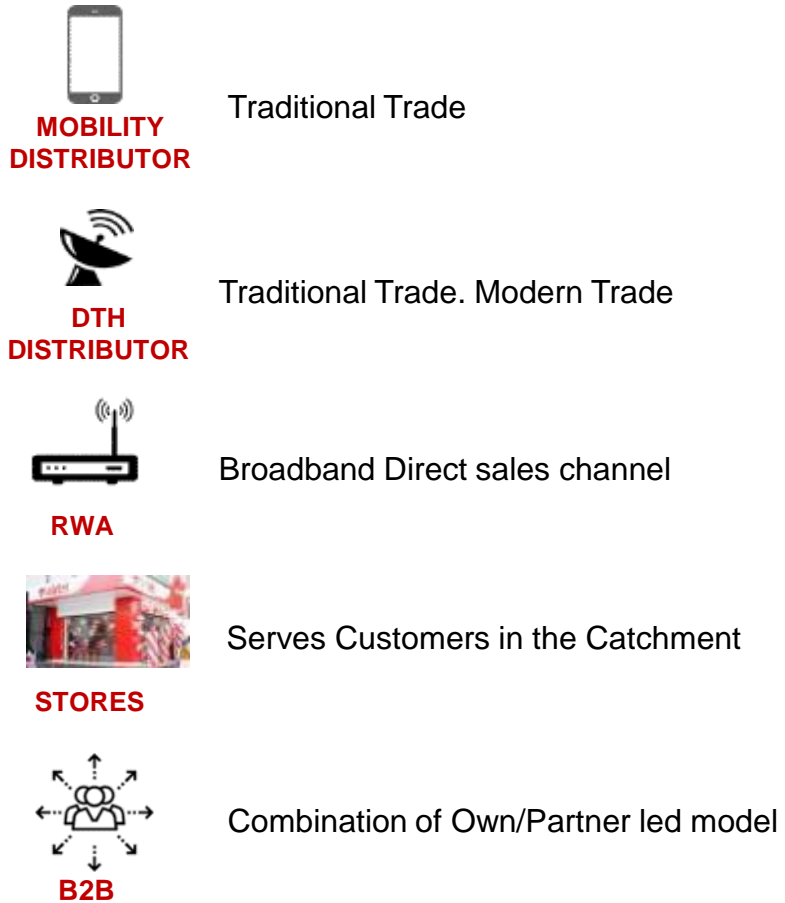 MOBILITY
DISTRIBUTOR
Traditional Trade
DTH
DISTRIBUTOR
Traditional Trade. Modern Trade
RWA
Broadband Direct sales channel
STORES
Serves Customers in the Catchment
B2B
Combination of Own/Partner led model